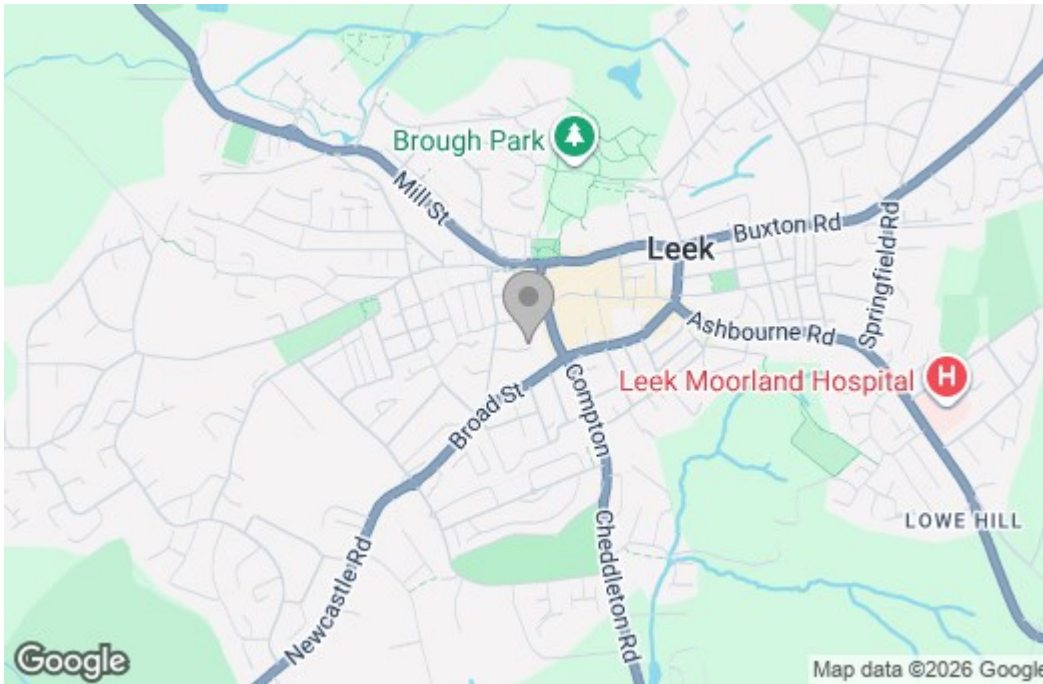 Brough Park
Mill St
Buxton Rd
Leek
Springfield Rd
Ashbourne Rd
Leek Moorland Hospital
H
Compton
Broad St
LOWE HILL
Cheddleton Rd
Newcastle Rd
Google
Map data ©2026 Google